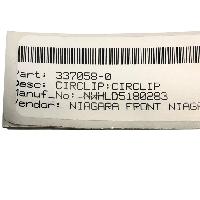 Part: 337058-0
Desc: CIRCLIP;CIRCLIP
Manuf_No: NWHLD5180283
Vendor: NIAGARA FRONT NIAGA